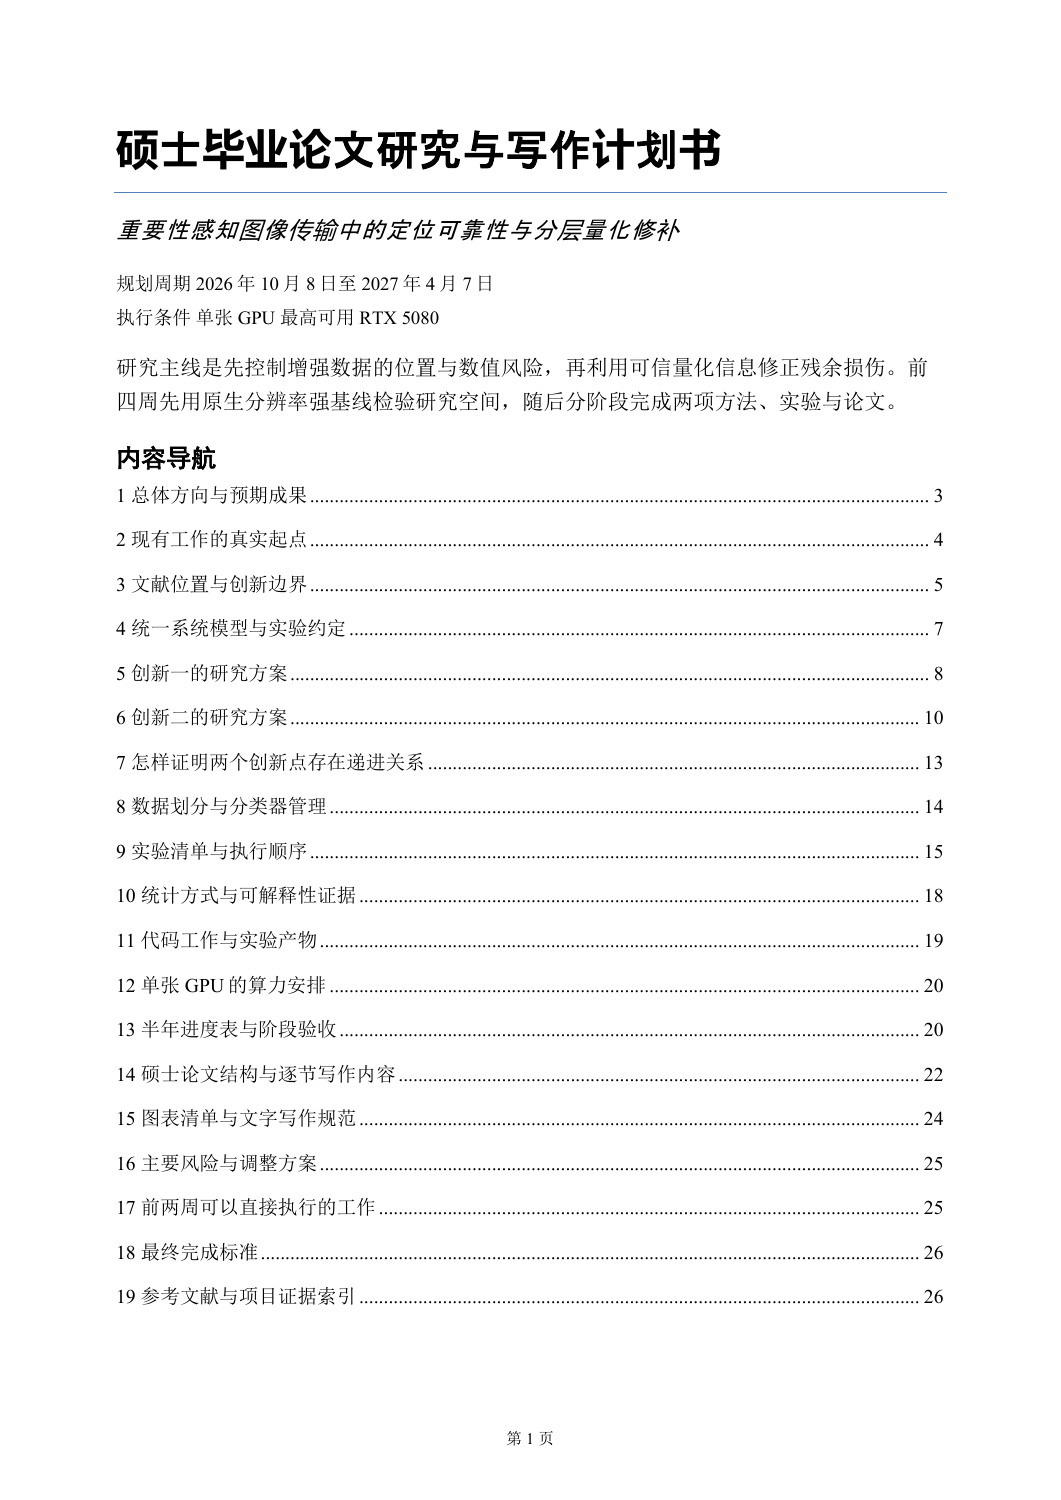 硕士毕业论文研究与写作计划书
重要性感知图像传输中的定位可靠性与分层量化修补
规划周期 2026 年 10 月 8 日至 2027 年 4 月 7 日
执行条件 单张 GPU 最高可用 RTX 5080
研究主线是先控制增强数据的位置与数值风险，再利用可信量化信息修正残余损伤。前
四周先用原生分辨率强基线检验研究空间，随后分阶段完成两项方法、实验与论文。
内容导航
1 总体方向与预期成果 3
2 现有工作的真实起点 4
3 文献位置与创新边界 5
4 统一系统模型与实验约定 7
5 创新一的研究方案 8
6 创新二的研究方案 10
7 怎样证明两个创新点存在递进关系 13
8 数据划分与分类器管理 14
9 实验清单与执行顺序 15
10 统计方式与可解释性证据 18
11 代码工作与实验产物 19
12 单张 GPU 的算力安排 20
13 半年进度表与阶段验收 20
14 硕士论文结构与逐节写作内容 22
15 图表清单与文字写作规范 24
16 主要风险与调整方案 25
17 前两周可以直接执行的工作 25
18 最终完成标准 26
19 参考文献与项目证据索引 26
第 1 页